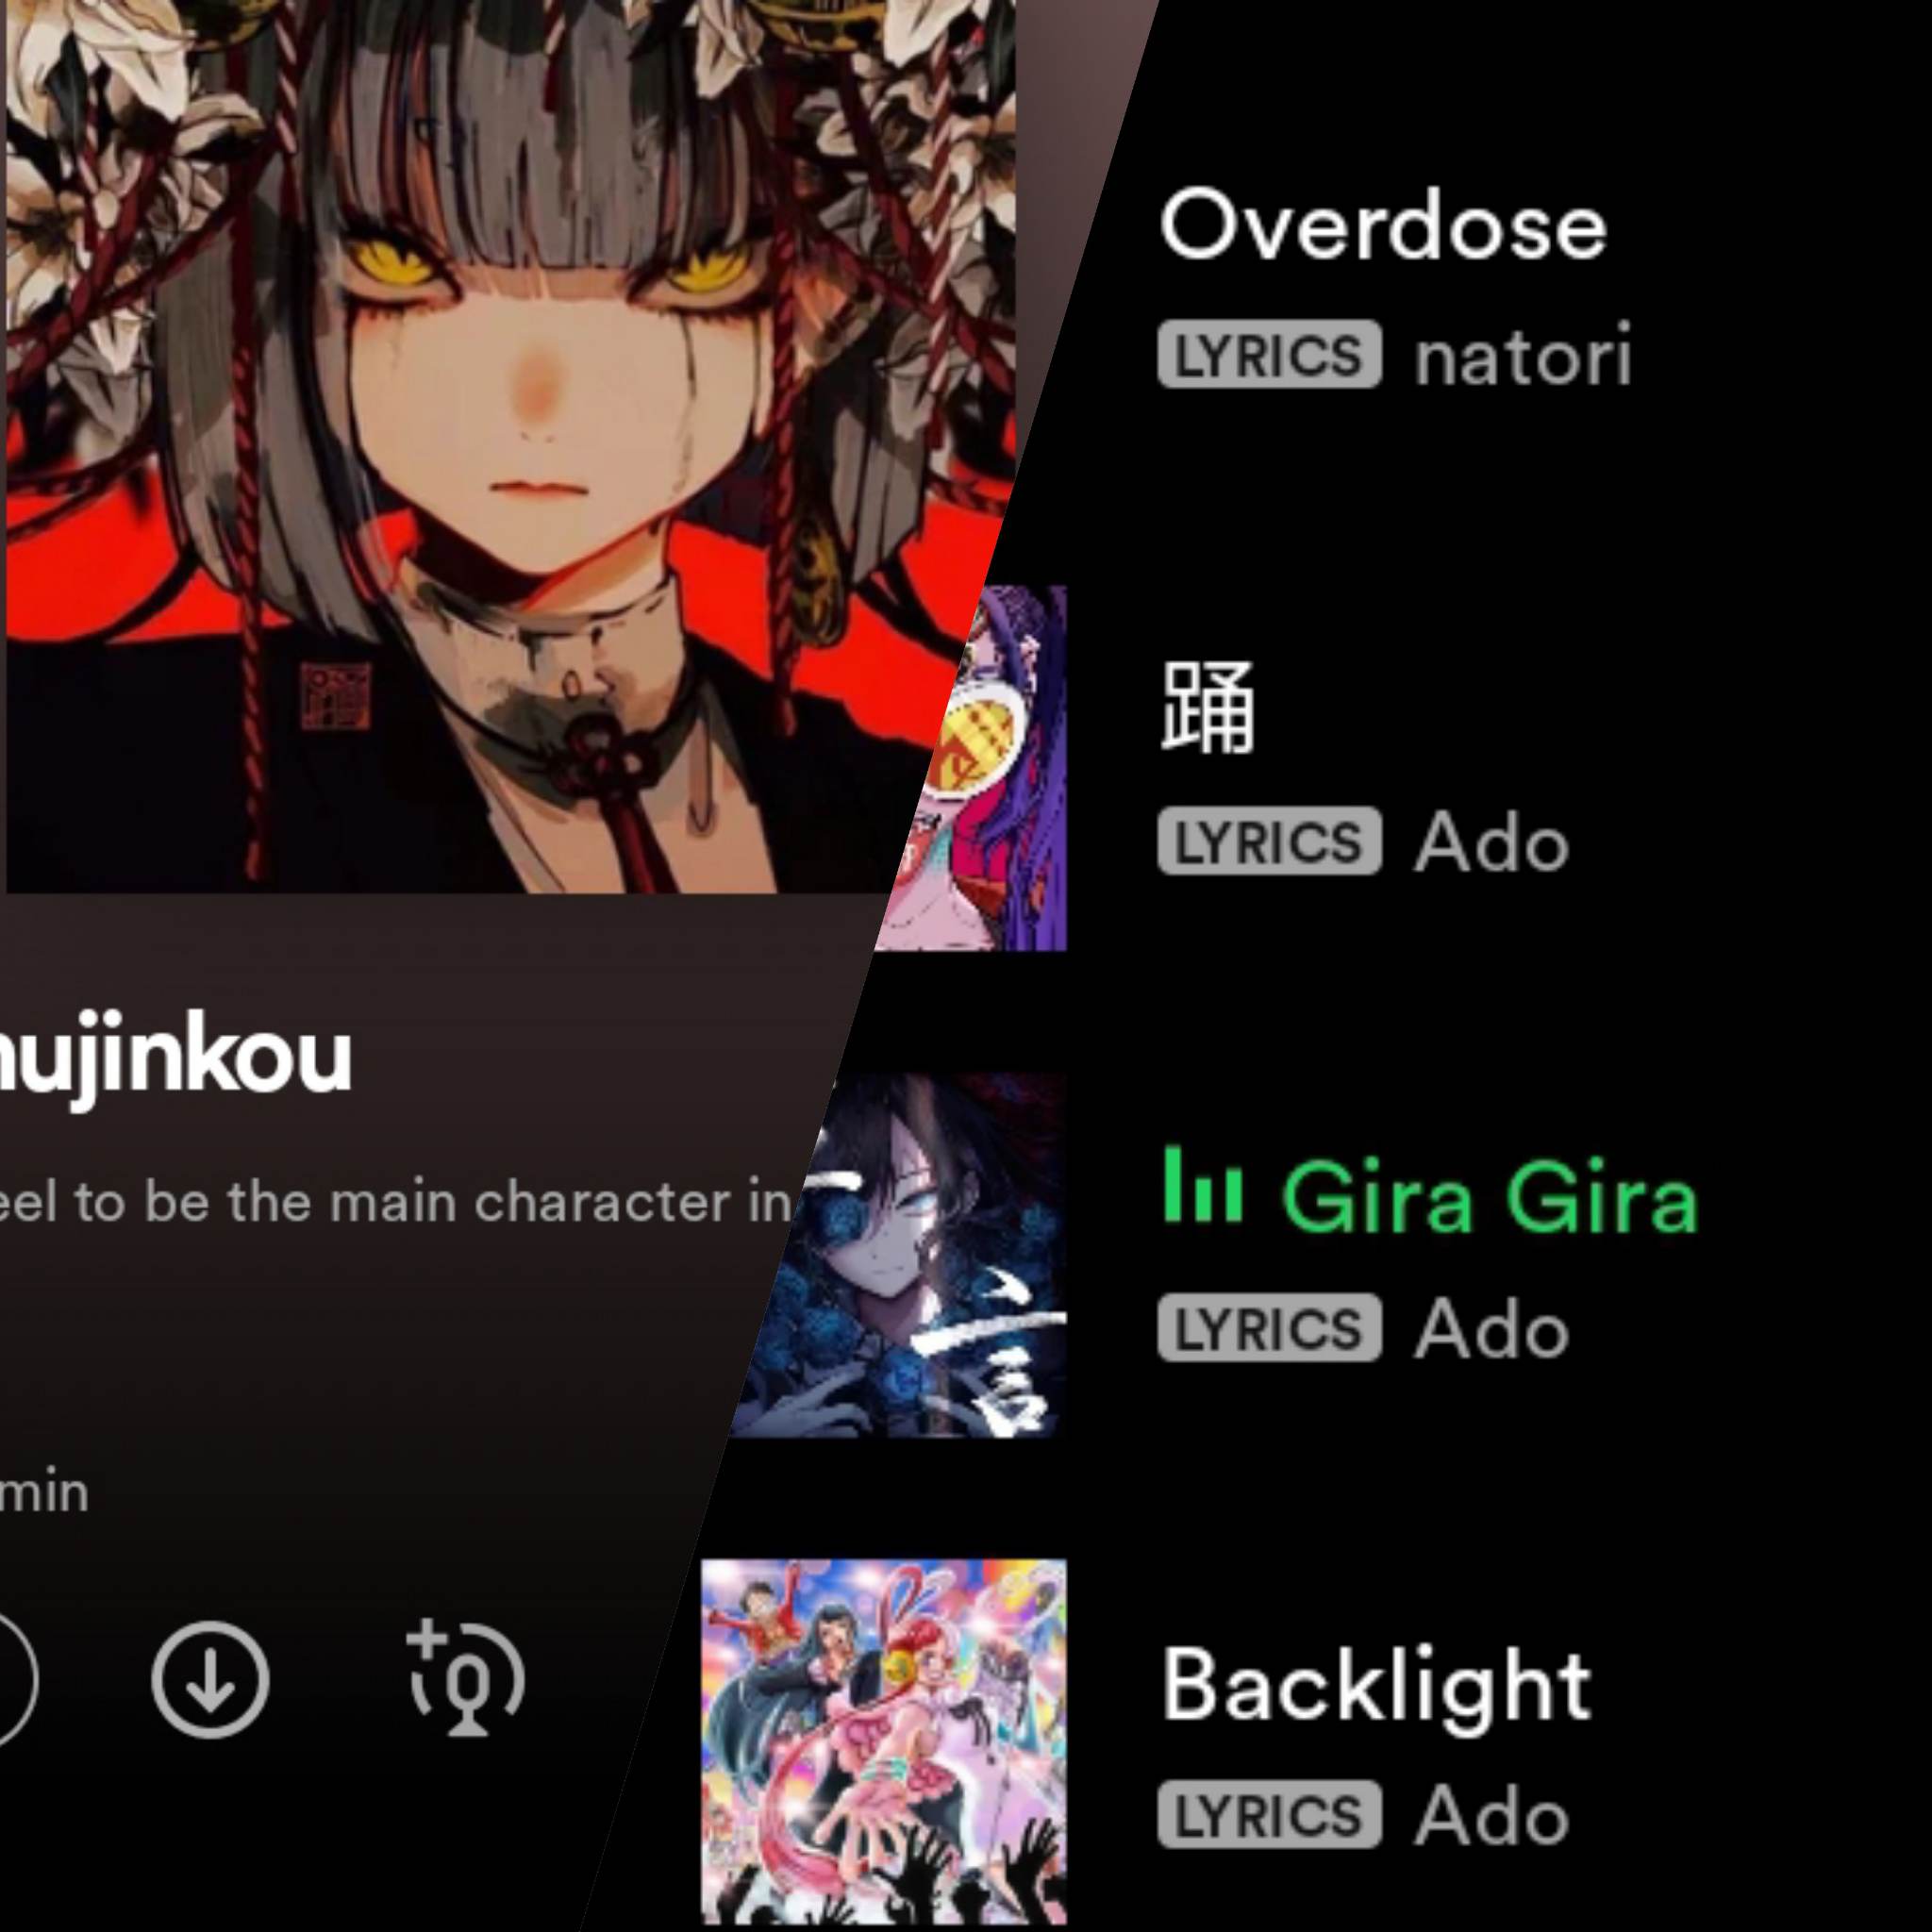 nujinkou
eel to be the main character in
min
Overdose
LYRICS natori
踊
LYRICS Ado
Gira Gira
LYRICS Ado
言
Backlight
LYRICS Ado